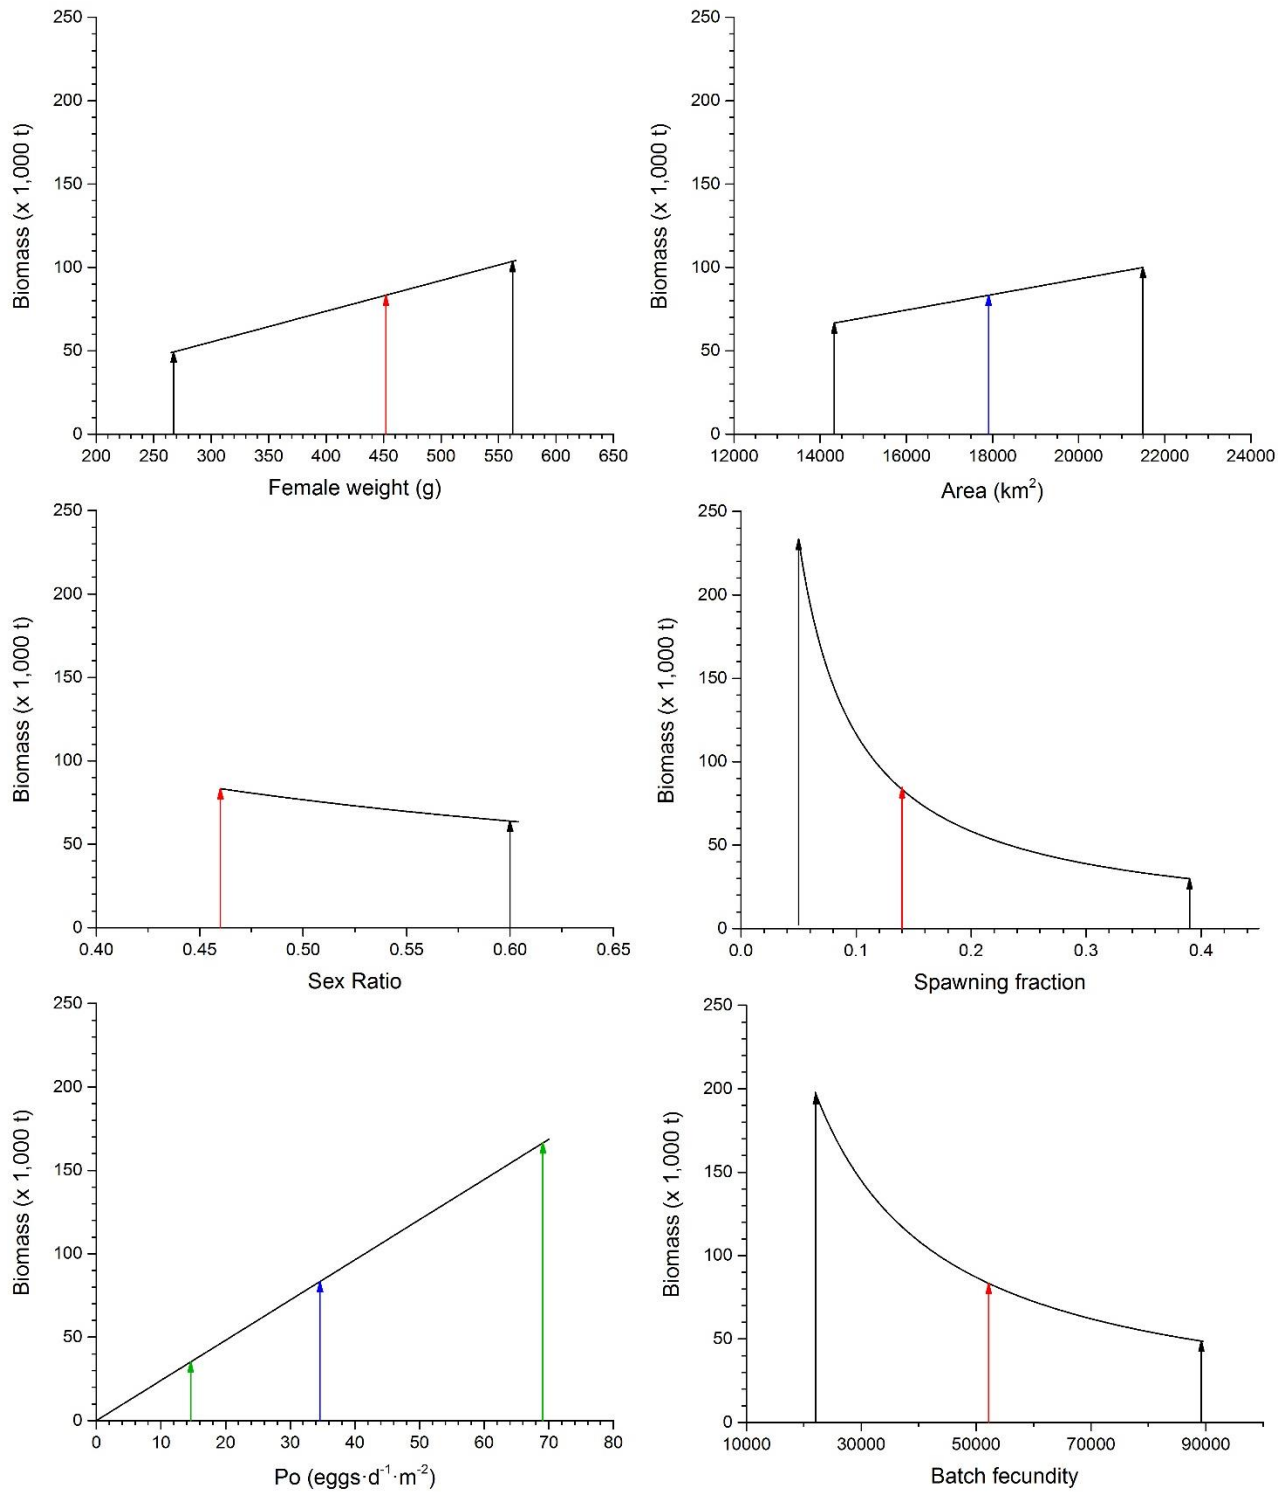 250
200
150
100
50
0
Biomass (x 1,000 t)
200 250 300 350 400 450 500 550 600 650
Female weight (g)
250
200
150
100
50
0
Biomass (x 1,000 t)
12000 14000 16000 18000 20000 22000 24000
Area (km²)
250
200
150
100
50
0
Biomass (x 1,000 t)
0.40 0.45 0.50 0.55 0.60 0.65
Sex Ratio
250
200
150
100
50
0
Biomass (x 1,000 t)
0.0 0.1 0.2 0.3 0.4
Spawning fraction
250
200
150
100
50
0
Biomass (x 1,000 t)
0 10 20 30 40 50 60 70 80
Po (eggs·d⁻¹·m⁻²)
250
200
150
100
50
0
Biomass (x 1,000 t)
10000 30000 50000 70000 90000
Batch fecundity